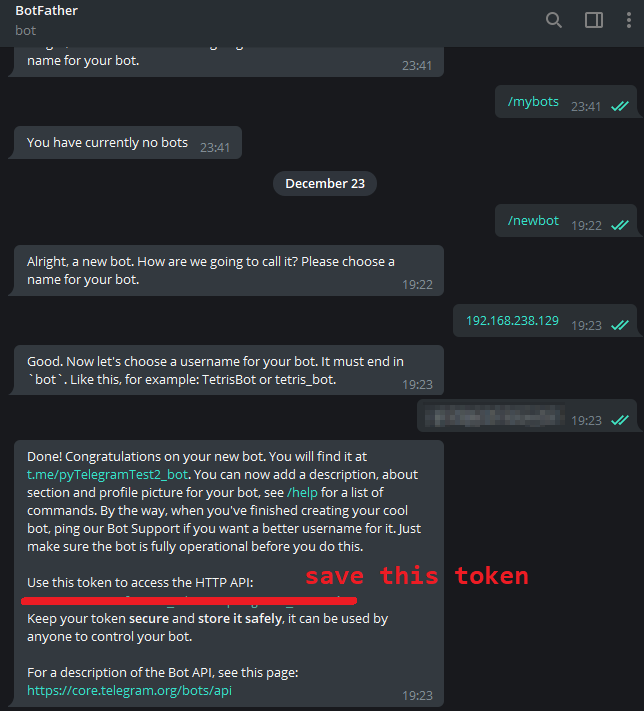 BotFather
bot
name for your bot.
23:41
/mybots 23:41
You have currently no bots 23:41
December 23
/newbot 19:22
Alright, a new bot. How are we going to call it? Please choose a
name for your bot.
19:22
192.168.238.129 19:23
Good. Now let's choose a username for your bot. It must end in
`bot`. Like this, for example: TetrisBot or tetris_bot.
19:23
19:23
Done! Congratulations on your new bot. You will find it at
t.me/pyTelegramTest2_bot. You can now add a description, about
section and profile picture for your bot, see /help for a list of
commands. By the way, when you've finished creating your cool
bot, ping our Bot Support if you want a better username for it. Just
make sure the bot is fully operational before you do this.
Use this token to access the HTTP API:
save this token
Keep your token secure and store it safely, it can be used by
anyone to control your bot.
For a description of the Bot API, see this page:
https://core.telegram.org/bots/api
19:23